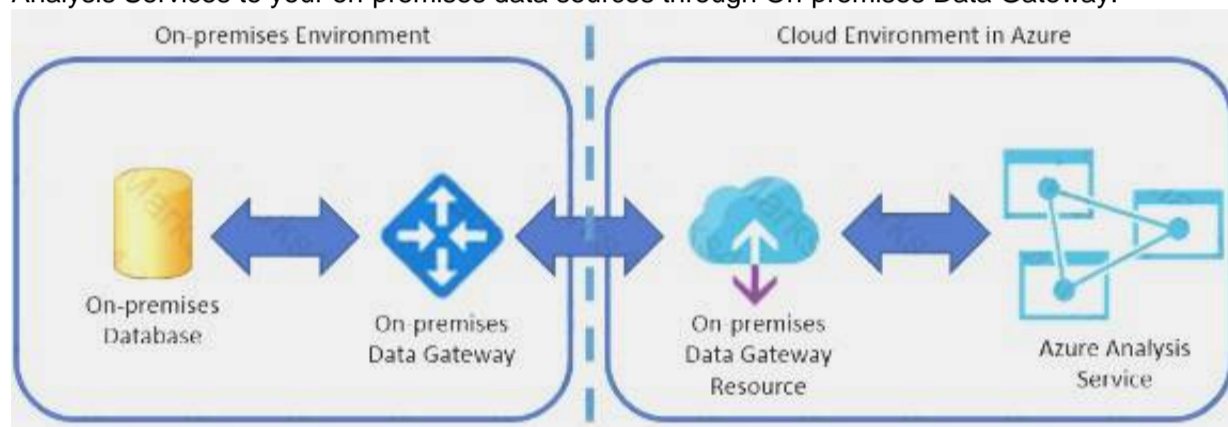 Analysis Services to your on-premises data sources through On-premises Data Gateway.
On-premises Environment
Cloud Environment in Azure
On-premises
Database
On-premises
Data Gateway
On-premises
Data Gateway
Resource
Azure Analysis
Service